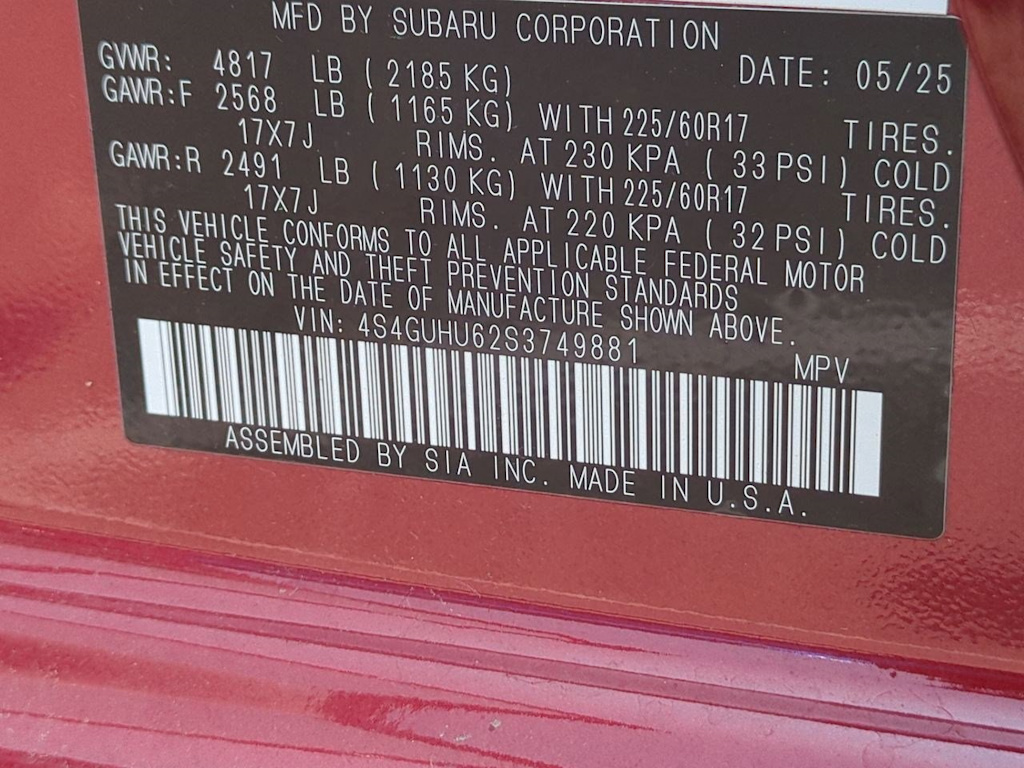 MFD BY SUBARU CORPORATION
GVWR: 4817 LB ( 2185 KG) DATE: 05/25
GAWR:F 2568 LB ( 1165 KG) WITH 225/60R17 TIRES.
17X7J RIMS. AT 230 KPA ( 33 PSI) COLD
GAWR:R 2491 LB ( 1130 KG) WITH 225/60R17 TIRES.
17X7J RIMS. AT 220 KPA ( 32 PSI) COLD
THIS VEHICLE CONFORMS TO ALL APPLICABLE FEDERAL MOTOR
VEHICLE SAFETY AND THEFT PREVENTION STANDARDS
IN EFFECT ON THE DATE OF MANUFACTURE SHOWN ABOVE.
VIN: 4S4GUHU62S3749881
MPV
ASSEMBLED BY SIA INC. MADE IN U.S.A.